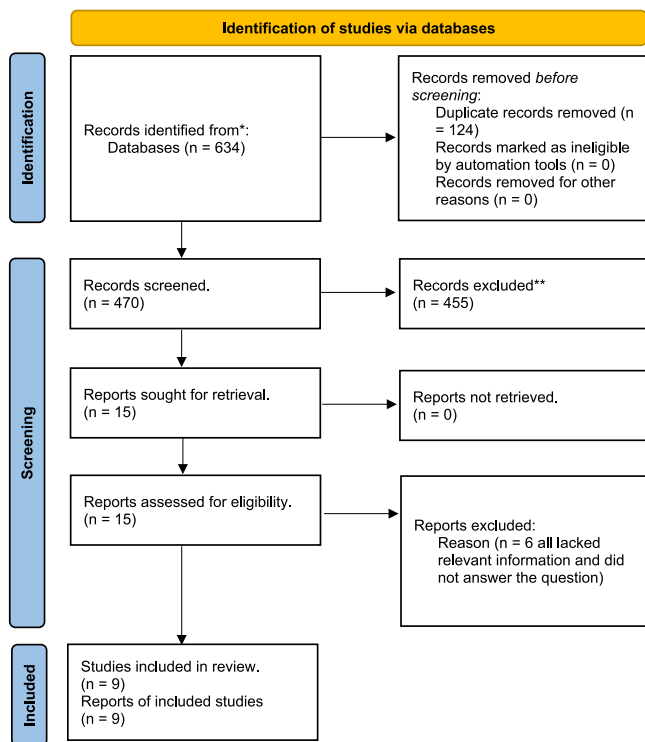 Identification of studies via databases
Identification
Records identified from*:
Databases (n = 634)
Records removed before
screening:
Duplicate records removed (n
= 124)
Records marked as ineligible
by automation tools (n = 0)
Records removed for other
reasons (n = 0)
Screening
Records screened.
(n = 470)
Records excluded**
(n = 455)
Reports sought for retrieval.
(n = 15)
Reports not retrieved.
(n = 0)
Reports assessed for eligibility.
(n = 15)
Reports excluded:
Reason (n = 6 all lacked
relevant information and did
not answer the question)
Included
Studies included in review.
(n = 9)
Reports of included studies
(n = 9)